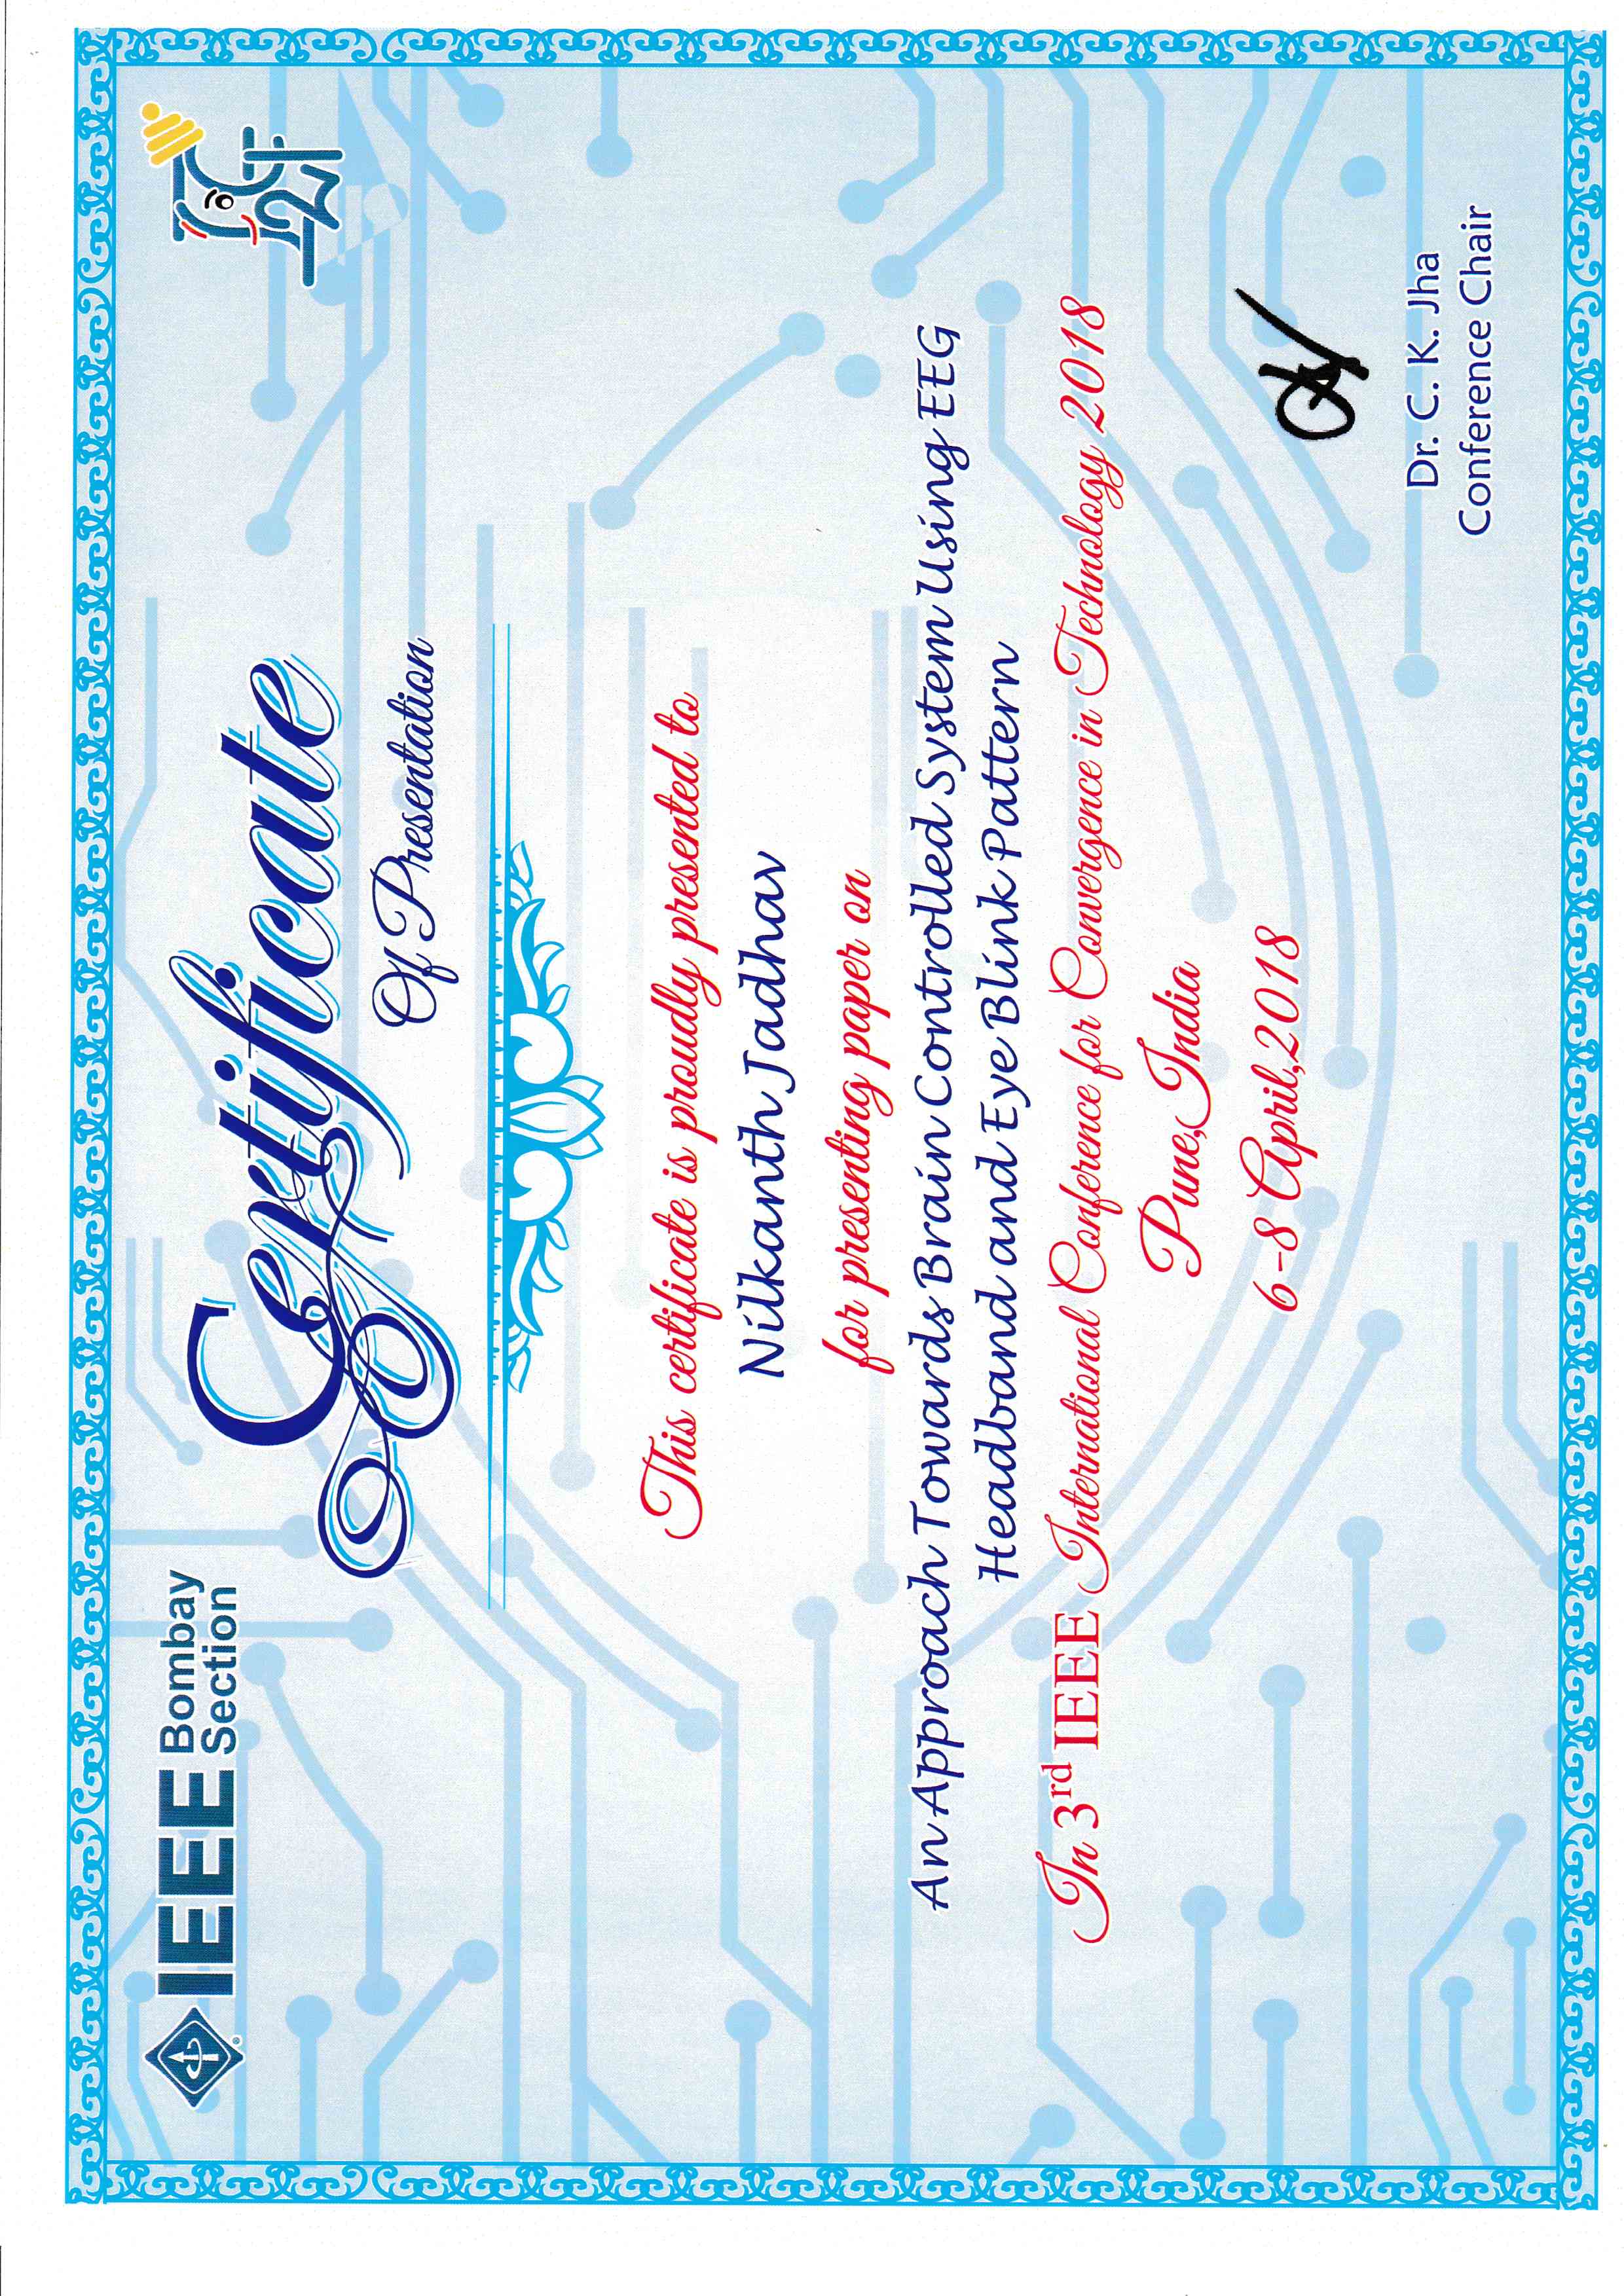 IEEE Bombay
Section
Certificate
Of Presentation
This certificate is proudly presented to
Nilkanth Jadhav
for presenting paper on
An Approach Towards Brain Controlled System Using EEG
Headband and Eye Blink Pattern
In 3rd IEEE International Conference for Convergence in Technology 2018
Pune,India
6-8 April,2018
Dr. C. K. Jha
Conference Chair